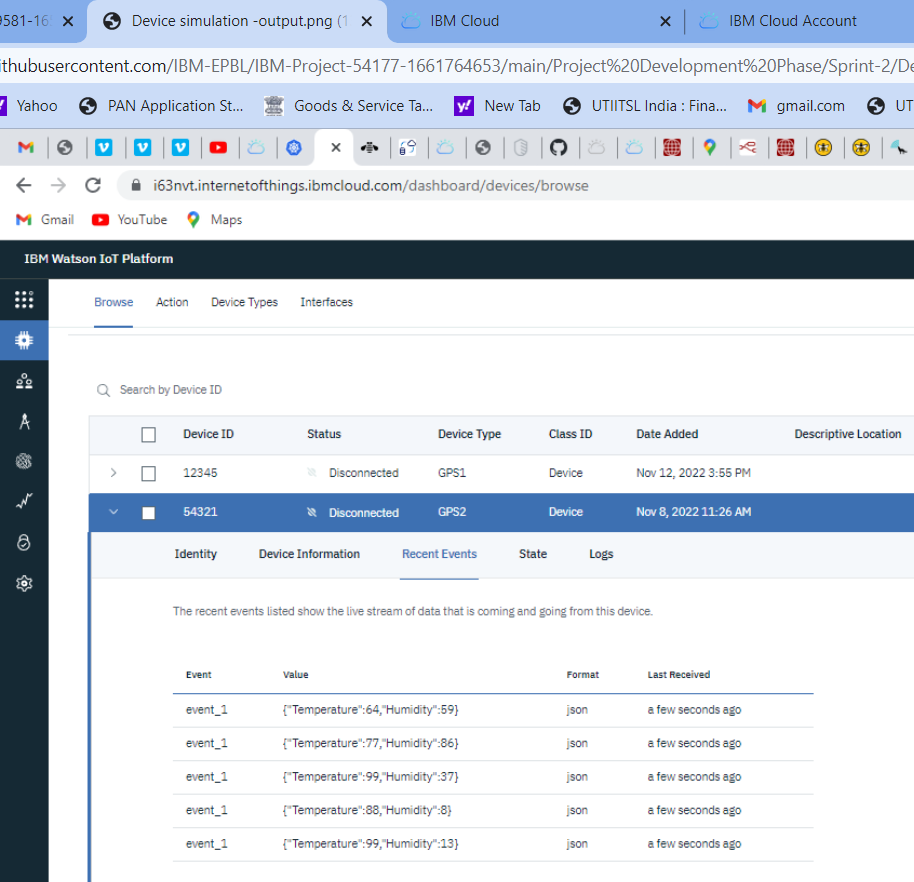 9581-16
Device simulation -output.png (1
IBM Cloud
IBM Cloud Account
ithubusercontent.com/IBM-EPBL/IBM-Project-54177-1661764653/main/Project%20Development%20Phase/Sprint-2/De
Yahoo PAN Application St... Goods & Service Ta... New Tab UTIITSL India : Fina... gmail.com UT
i63nvt.internetofthings.ibmcloud.com/dashboard/devices/browse
Gmail YouTube Maps
IBM Watson IoT Platform
Browse Action Device Types Interfaces
Search by Device ID
Device ID Status Device Type Class ID Date Added Descriptive Location
12345 Disconnected GPS1 Device Nov 12, 2022 3:55 PM
54321 Disconnected GPS2 Device Nov 8, 2022 11:26 AM
Identity Device Information Recent Events State Logs
The recent events listed show the live stream of data that is coming and going from this device.
Event Value Format Last Received
event_1 {"Temperature":64,"Humidity":59} json a few seconds ago
event_1 {"Temperature":77,"Humidity":86} json a few seconds ago
event_1 {"Temperature":99,"Humidity":37} json a few seconds ago
event_1 {"Temperature":88,"Humidity":8} json a few seconds ago
event_1 {"Temperature":99,"Humidity":13} json a few seconds ago